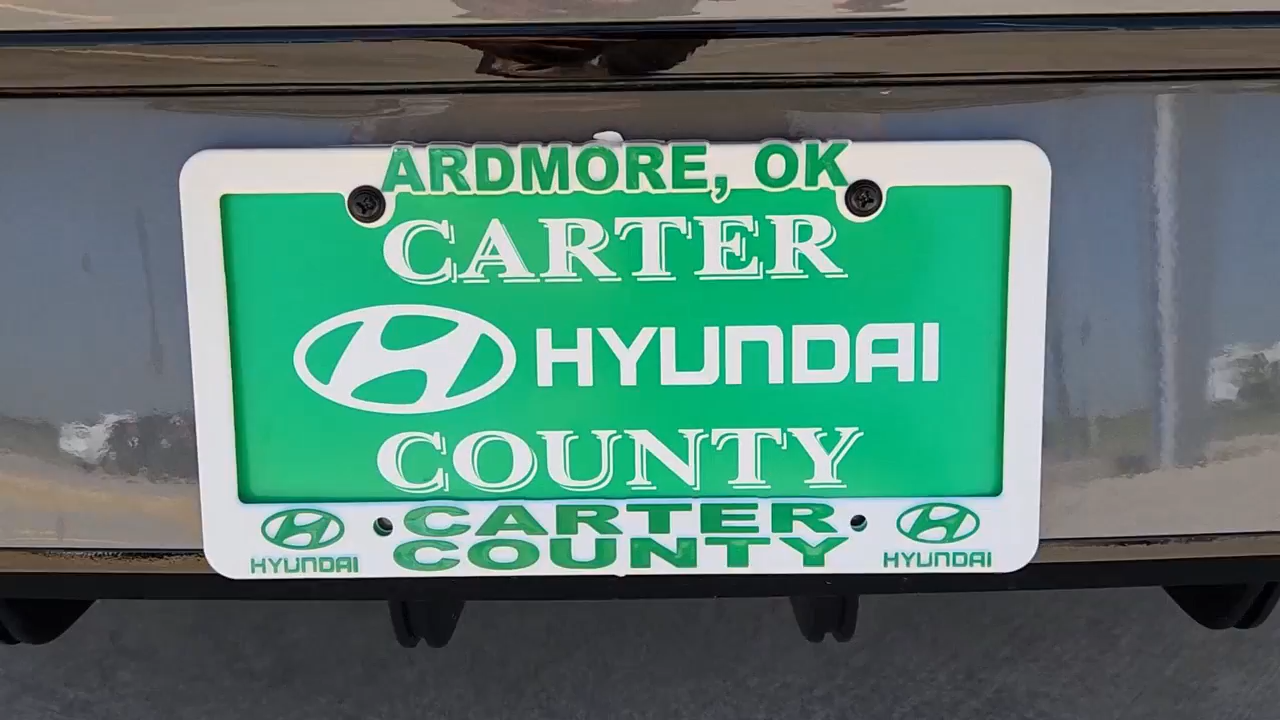 ARDMORE, OK
CARTER
HYUNDAI
COUNTY
CARTER
COUNTY
HYUNDAI
HYUNDAI